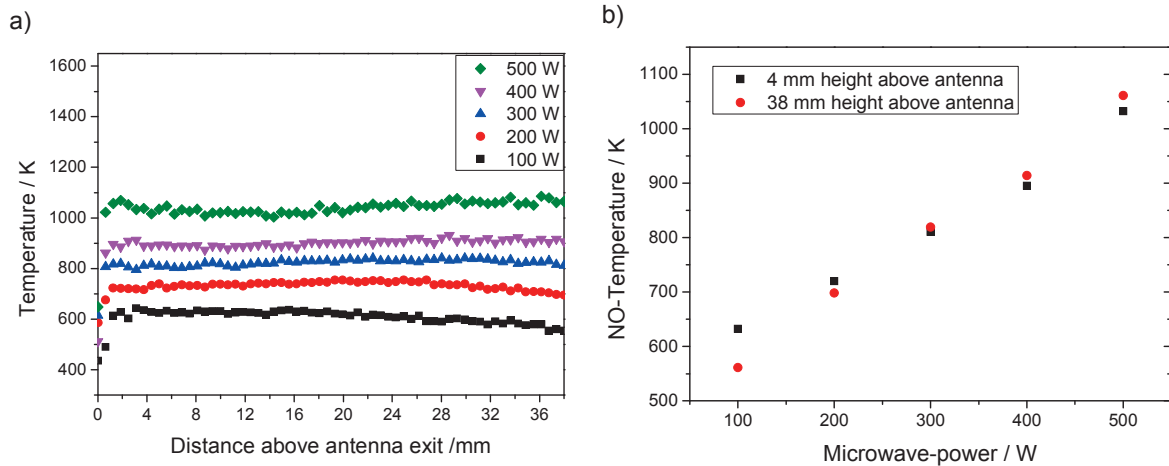 a)
1600
1400
1200
1000
800
600
400
0
4
8
12
16
20
24
28
32
36
Temperature / K
Distance above antenna exit /mm
500 W
400 W
300 W
200 W
100 W
b)
1100
1000
900
800
700
600
500
100
200
300
400
500
NO-Temperature / K
Microwave-power / W
4 mm height above antenna
38 mm height above antenna